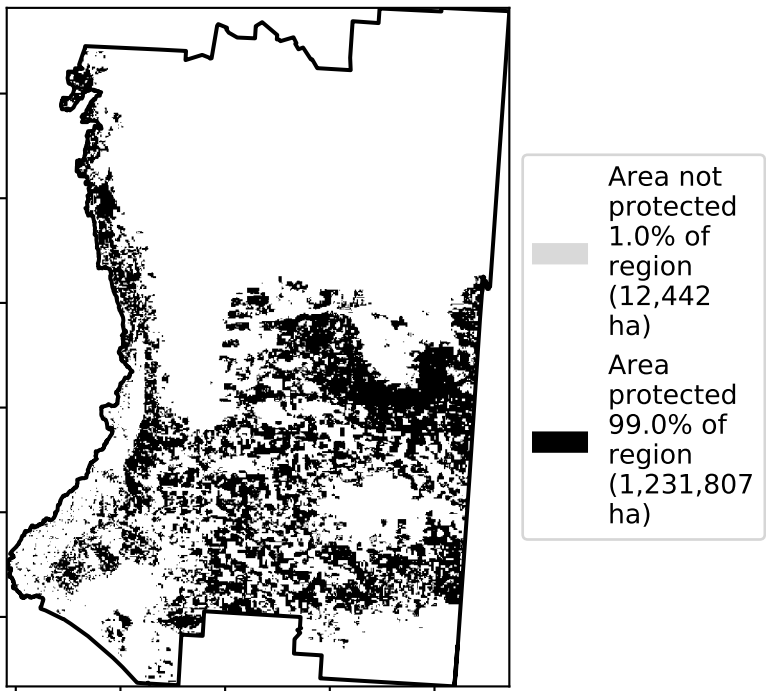 Area not
protected
1.0% of
region
(12,442
ha)
Area
protected
99.0% of
region
(1,231,807
ha)